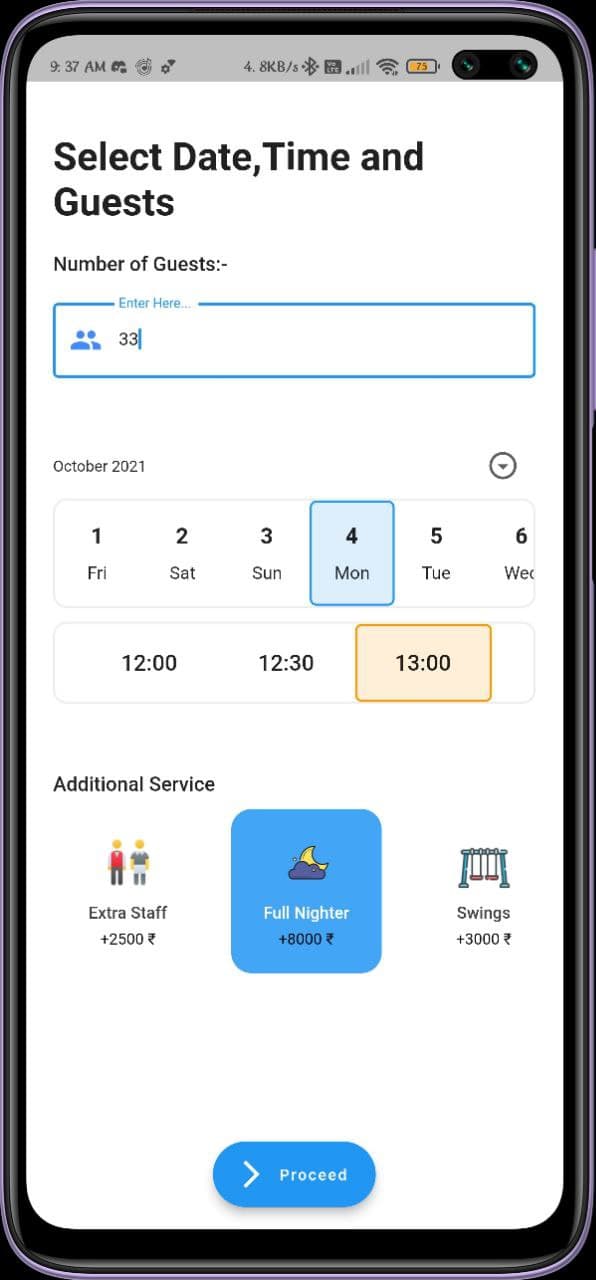 9:37 AM
4.8KB/s
75
Select Date,Time and
Guests
Number of Guests:-
Enter Here...
33
October 2021
1 2 3 4 5 6
Fri Sat Sun Mon Tue
12:00 12:30 13:00
Additional Service
Extra Staff Full Nighter Swings
+2500 ₹ +8000 ₹ +3000 ₹
Proceed